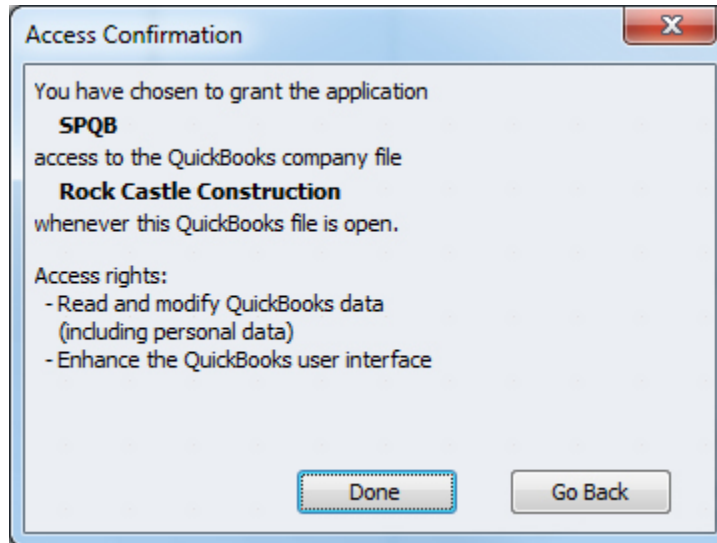 Access Confirmation
You have chosen to grant the application
SPQB
access to the QuickBooks company file
Rock Castle Construction
whenever this QuickBooks file is open.
Access rights:
- Read and modify QuickBooks data
(including personal data)
- Enhance the QuickBooks user interface
Done Go Back